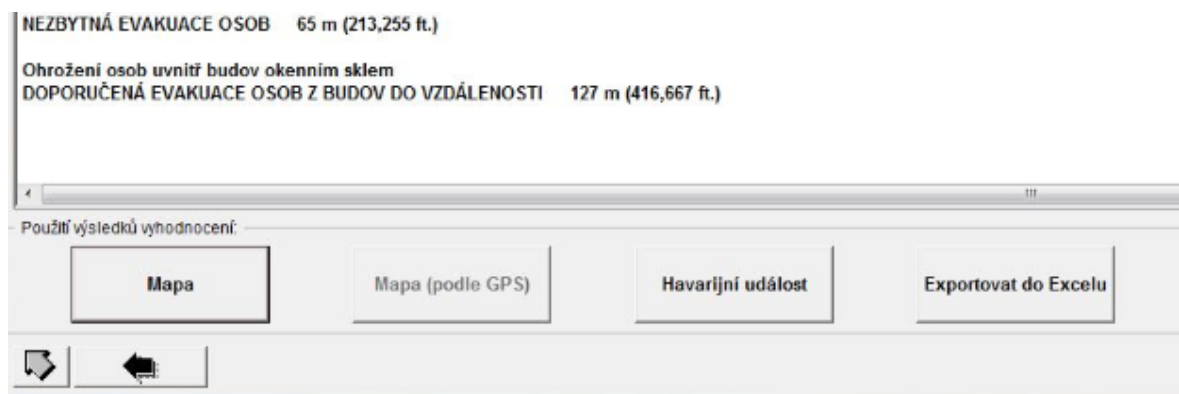 NEZBYTNÁ EVAKUACE OSOB 65 m (213,255 ft.)
Ohrožení osob uvnitř budov okenním sklem
DOPORUČENÁ EVAKUACE OSOB Z BUDOV DO VZDÁLENOSTI 127 m (416,667 ft.)
Použití výsledků vyhodnocení:
Mapa
Mapa (podle GPS)
Havarijní událost
Exportovat do Excelu